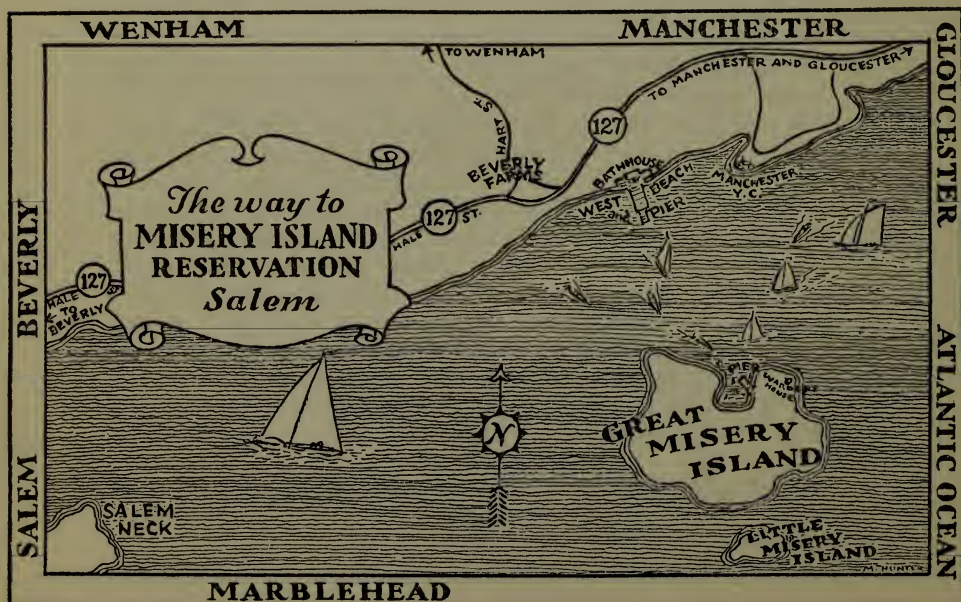 WENHAM
MANCHESTER
GLOUCESTER
TO WENHAM
TO MANCHESTER AND GLOUCESTER
HART ST.
127
BEVERLY
FARMS
BATHHOUSE
WEST BEACH
and PIER
MANCHESTER
Y.C.
127
HALE ST.
The way to
MISERY ISLAND
RESERVATION
Salem
BEVERLY
127
HALE
TO
BEVERLY
ATLANTIC OCEAN
PIER
WARDENS
HOUSE
GREAT
MISERY
ISLAND
N
SALEM
SALEM
NECK
LITTLE
MISERY
ISLAND
M. HUNTER
MARBLEHEAD